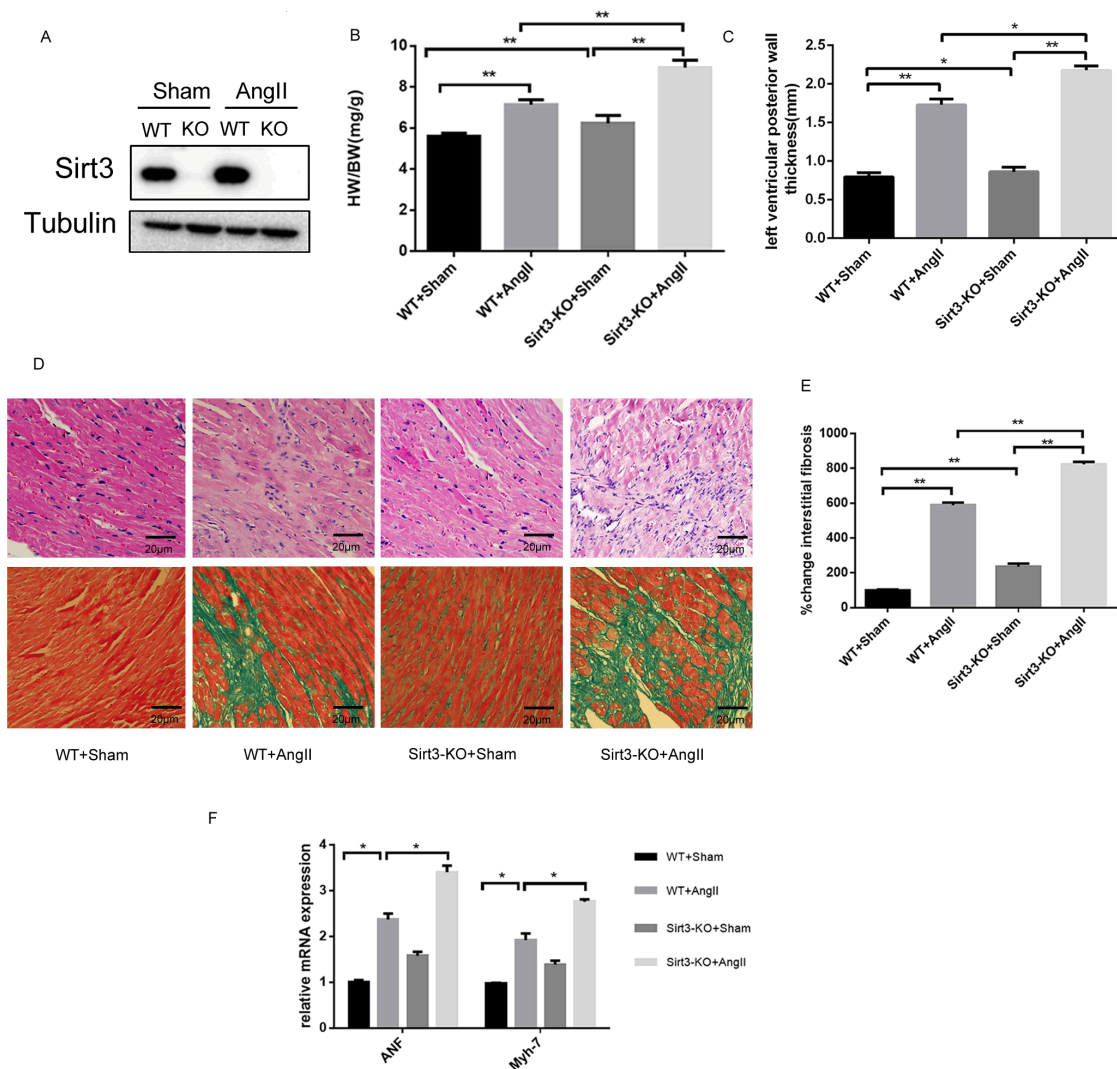 A
Sham AngII
WT KO WT KO
Sirt3
Tubulin
B
HW/BW(mg/g)
10
8
6
4
2
0
**
**
**
**
WT+Sham
WT+AngII
Sirt3-KO+Sham
Sirt3-KO+AngII
C
left ventricular posterior wall
thickness(mm)
2.5
2.0
1.5
1.0
0.5
0.0
*
**
*
**
WT+Sham
WT+AngII
Sirt3-KO+Sham
Sirt3-KO+AngII
D
20μm
20μm
20μm
20μm
20μm
20μm
20μm
20μm
WT+Sham
WT+AngII
Sirt3-KO+Sham
Sirt3-KO+AngII
E
%change interstitial fibrosis
1000
800
600
400
200
0
**
**
**
**
WT+Sham
WT+AngII
Sirt3-KO+Sham
Sirt3-KO+AngII
F
relative mRNA expression
4
3
2
1
0
* *
* *
ANF
Myh-7
WT+Sham
WT+AngII
Sirt3-KO+Sham
Sirt3-KO+AngII